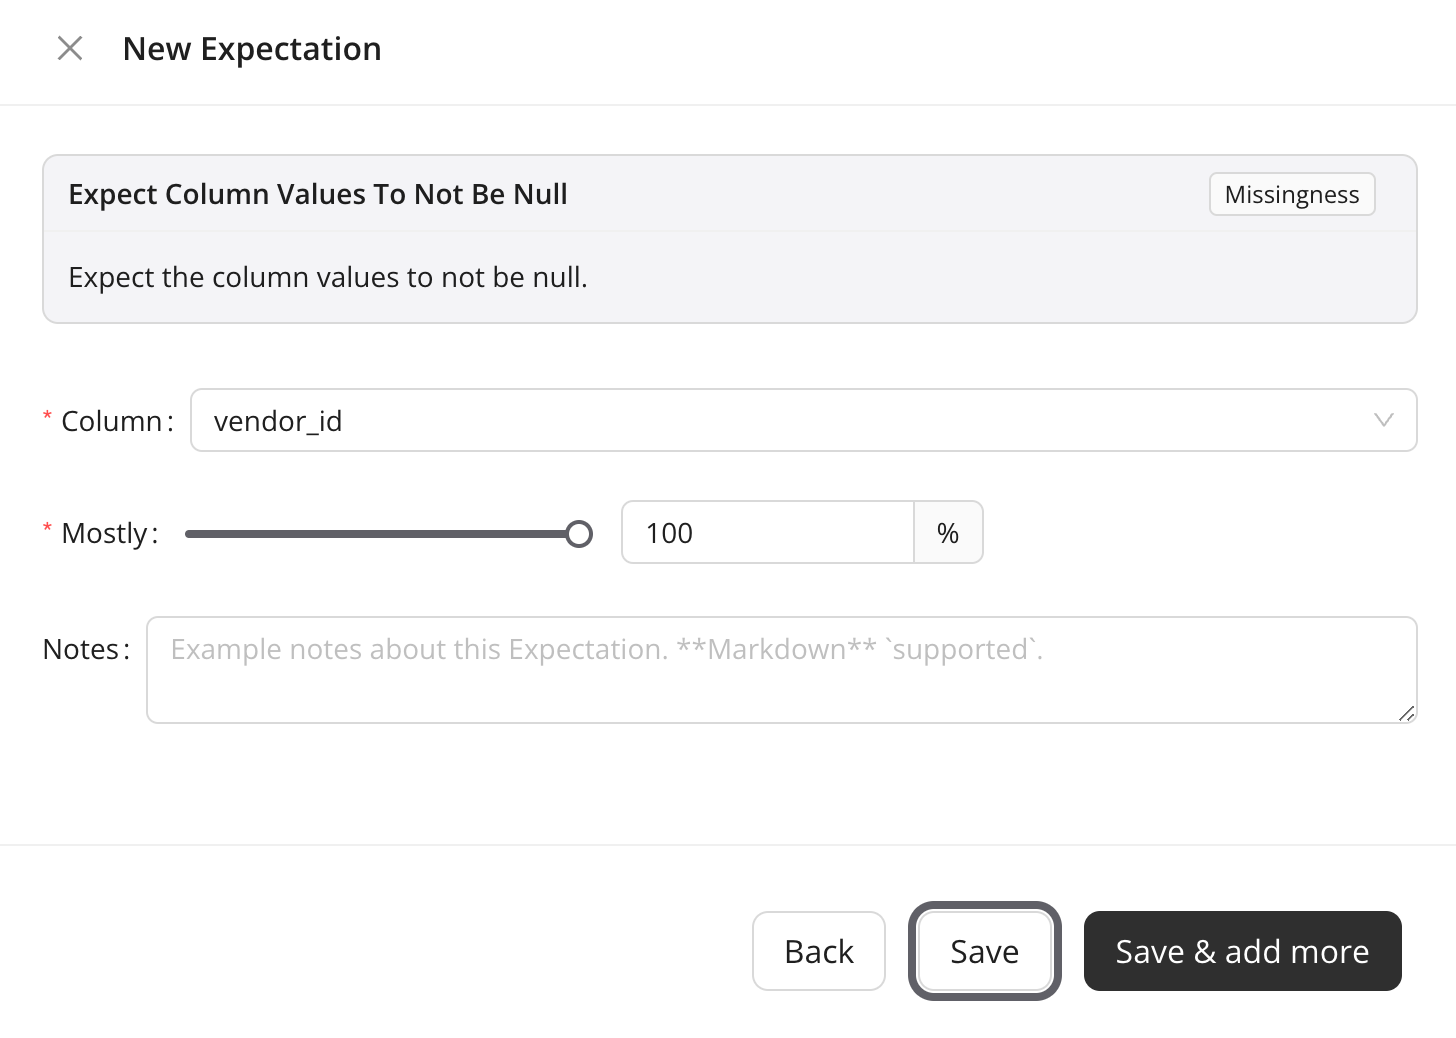 New Expectation
Expect Column Values To Not Be Null
Missingness
Expect the column values to not be null.
* Column: vendor_id
* Mostly: 100 %
Notes: Example notes about this Expectation. **Markdown** `supported`.
Back Save Save & add more